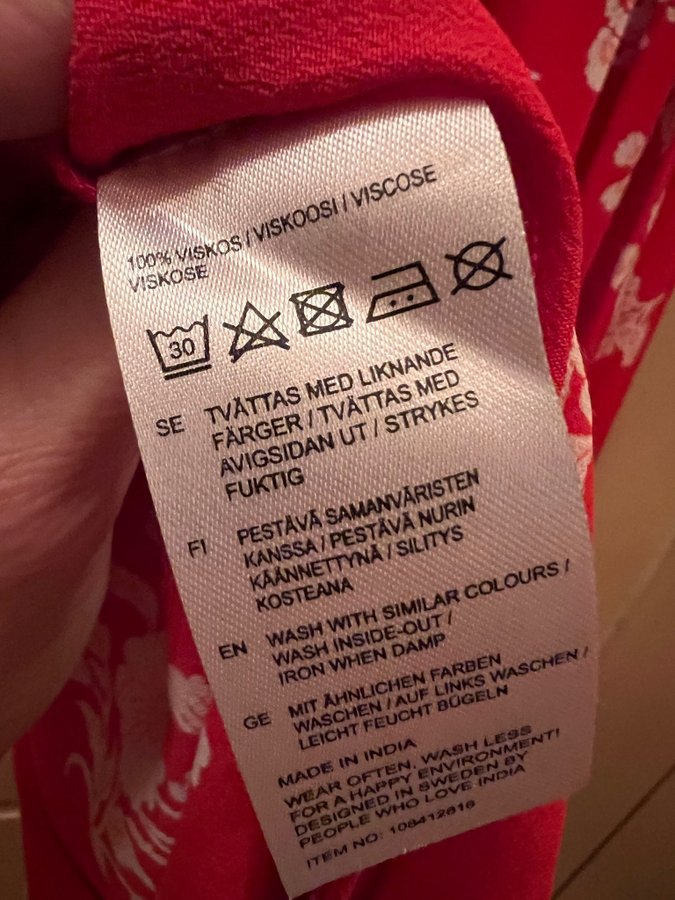 100% VISKOS / VISKOOSI / VISCOSE
VISKOSE
30
SE TVÄTTAS MED LIKNANDE
FÄRGER / TVÄTTAS MED
AVIGSIDAN UT / STRYKES
FUKTIG
FI PESTÄVÄ SAMANVÄRISTEN
KANSSA / PESTÄVÄ NURIN
KÄÄNNETTYNÄ / SILITYS
KOSTEANA
EN WASH WITH SIMILAR COLOURS /
WASH INSIDE-OUT /
IRON WHEN DAMP
GE MIT ÄHNLICHEN FARBEN
WASCHEN / AUF LINKS WASCHEN /
LEICHT FEUCHT BÜGELN
MADE IN INDIA
WEAR OFTEN. WASH LESS
FOR A HAPPY ENVIRONMENT!
DESIGNED IN SWEDEN BY
PEOPLE WHO LOVE INDIA
ITEM NO: 108412816